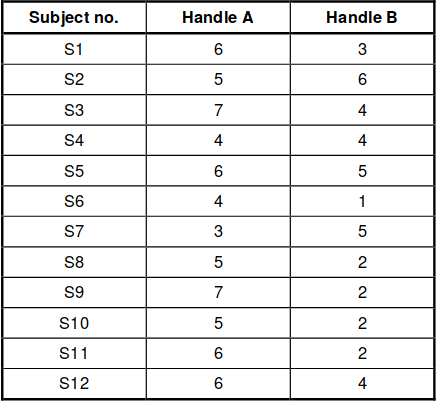 Subject no. Handle A Handle B
S1 6 3
S2 5 6
S3 7 4
S4 4 4
S5 6 5
S6 4 1
S7 3 5
S8 5 2
S9 7 2
S10 5 2
S11 6 2
S12 6 4